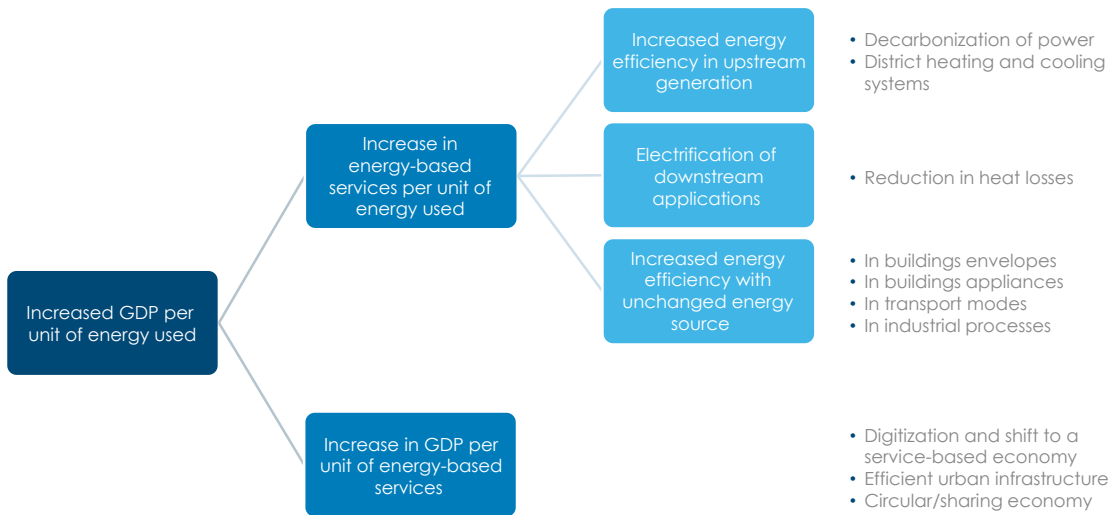 Increased energy
efficiency in upstream
generation
• Decarbonization of power
• District heating and cooling
systems
Increase in
energy-based
services per unit of
energy used
Electrification of
downstream
applications
• Reduction in heat losses
Increased energy
efficiency with
unchanged energy
source
• In buildings envelopes
• In buildings appliances
• In transport modes
• In industrial processes
Increased GDP per
unit of energy used
Increase in GDP per
unit of energy-based
services
• Digitization and shift to a
service-based economy
• Efficient urban infrastructure
• Circular/sharing economy